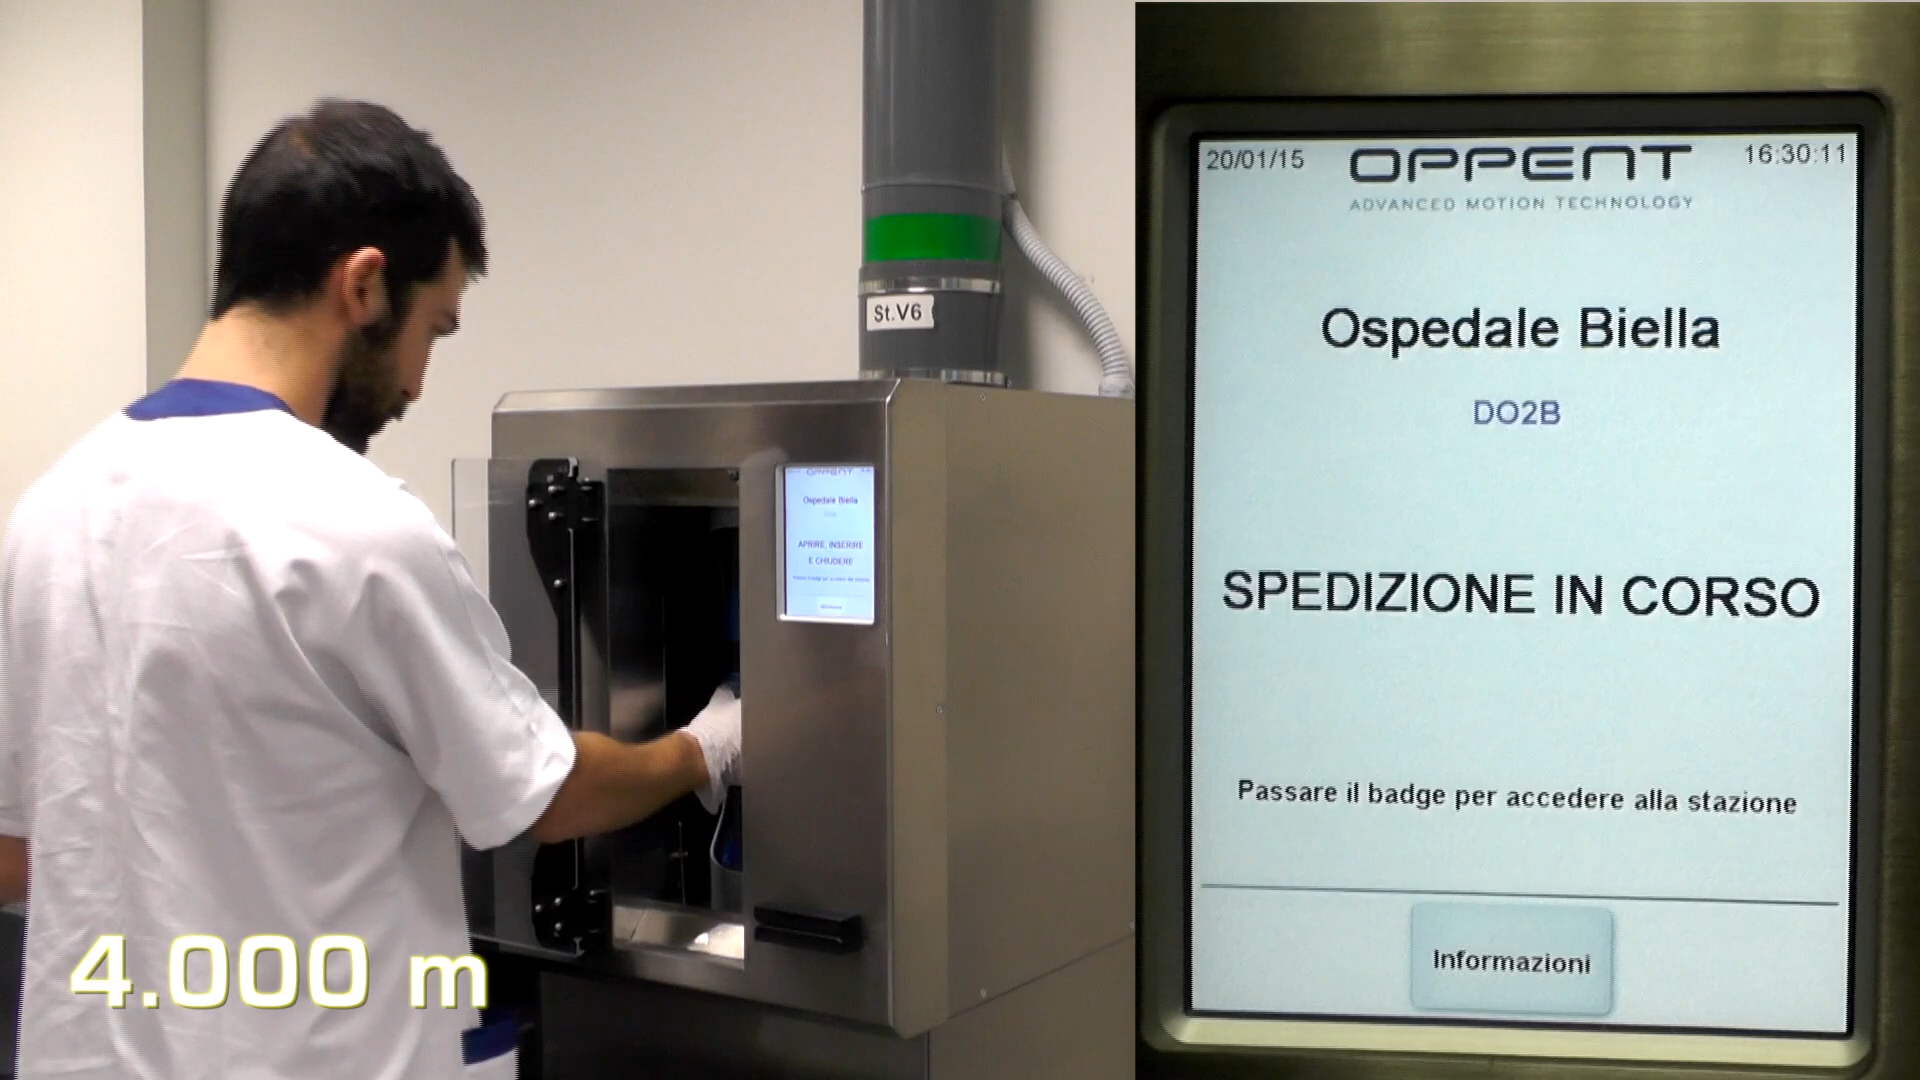 St.V6
OPPENT
Ospedale Biella
APRIRE, INSERIRE
E CHIUDERE
4.000 m
20/01/15
OPPENT
16:30:11
ADVANCED MOTION TECHNOLOGY
Ospedale Biella
DO2B
SPEDIZIONE IN CORSO
Passare il badge per accedere alla stazione
Informazioni